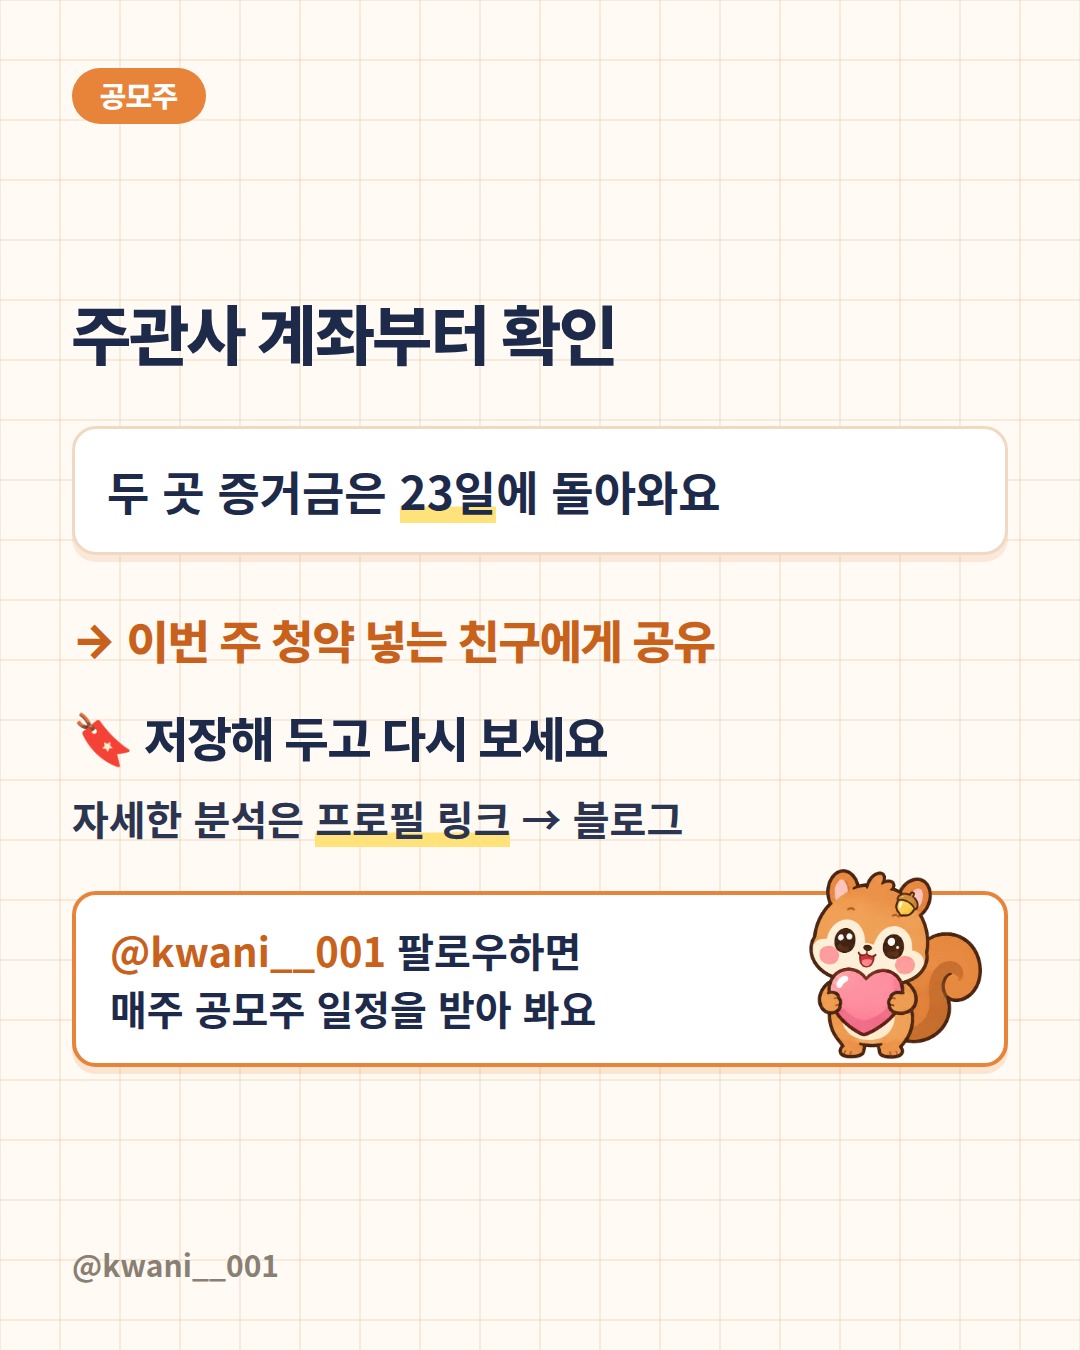 공모주
주관사 계좌부터 확인
두 곳 증거금은 23일에 돌아와요
→ 이번 주 청약 넣는 친구에게 공유
🔖 저장해 두고 다시 보세요
자세한 분석은 프로필 링크 → 블로그
@kwani__001 팔로우하면
매주 공모주 일정을 받아 봐요
@kwani__001